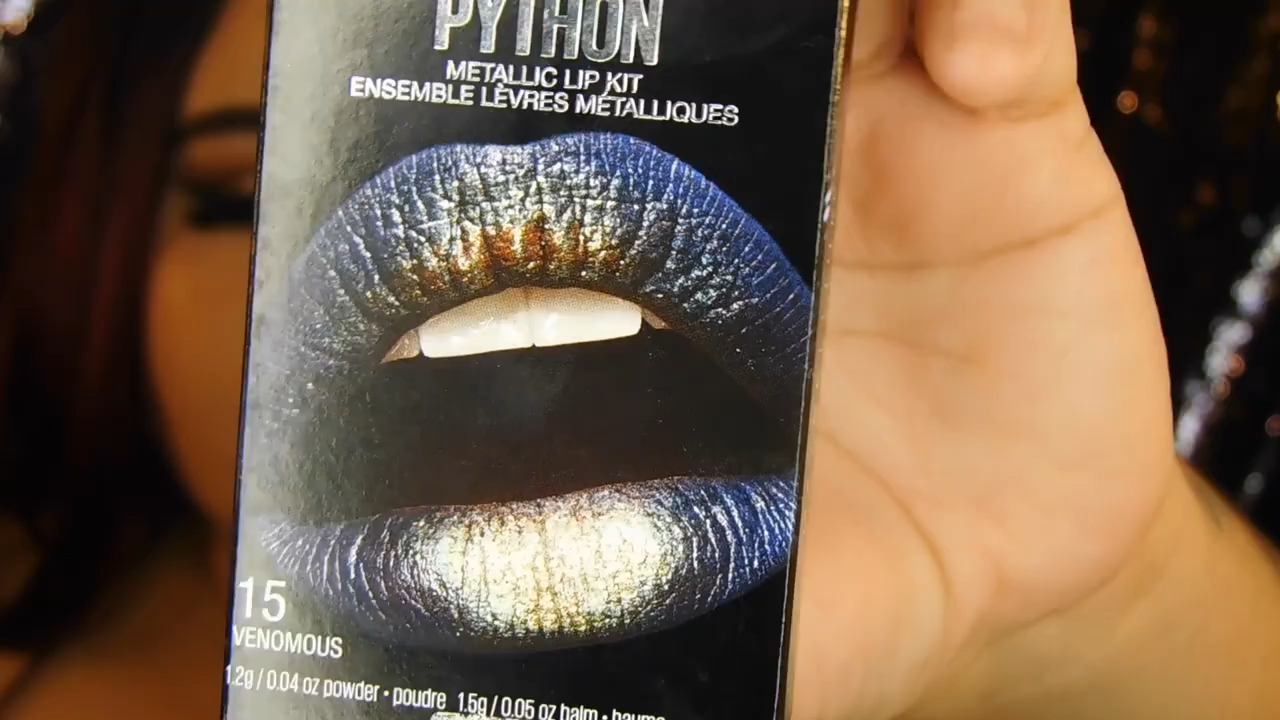 PYTHON
METALLIC LIP KIT
ENSEMBLE LÈVRES MÉTALLIQUES
15
VENOMOUS
1.2g / 0.04 oz powder • poudre 1.5g / 0.05 oz balm • baume